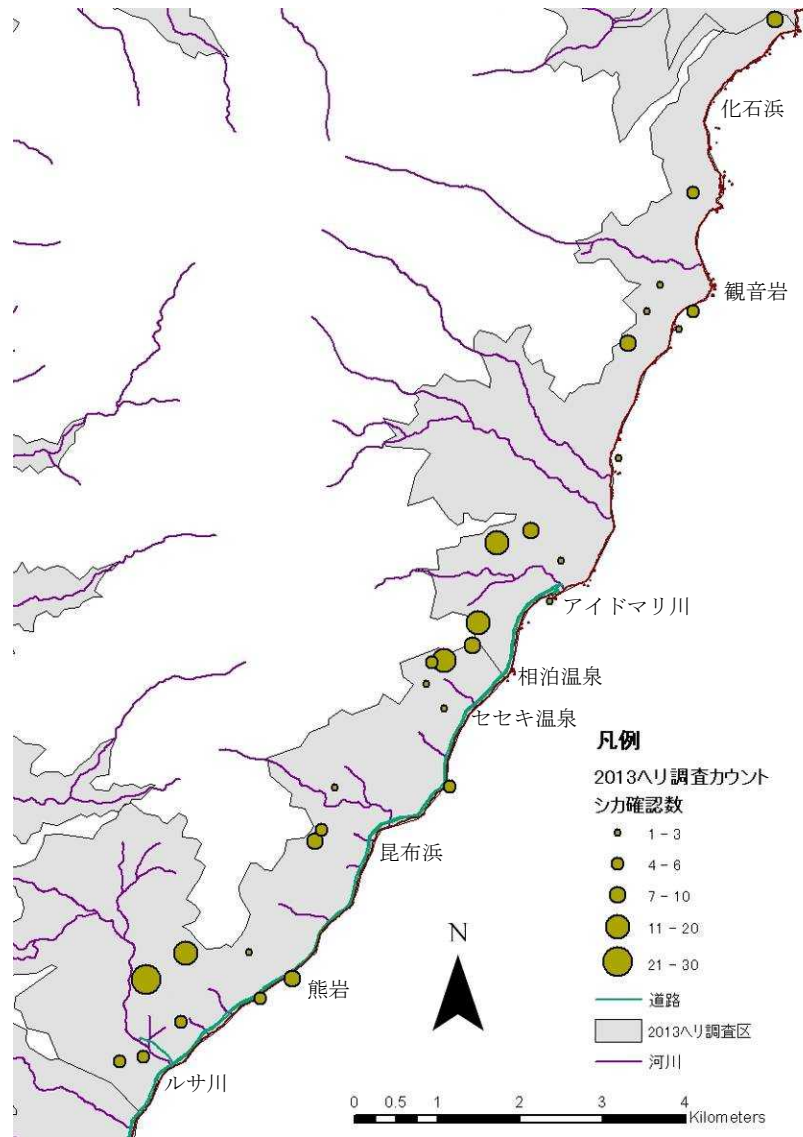 化石浜
観音岩
アイドマリ川
相泊温泉
セセキ温泉
昆布浜
熊岩
ルサ川
N
凡例
2013ヘリ調査カウント
シカ確認数
1 - 3
4 - 6
7 - 10
11 - 20
21 - 30
道路
2013ヘリ調査区
河川
0 0.5 1 2 3 4
Kilometers